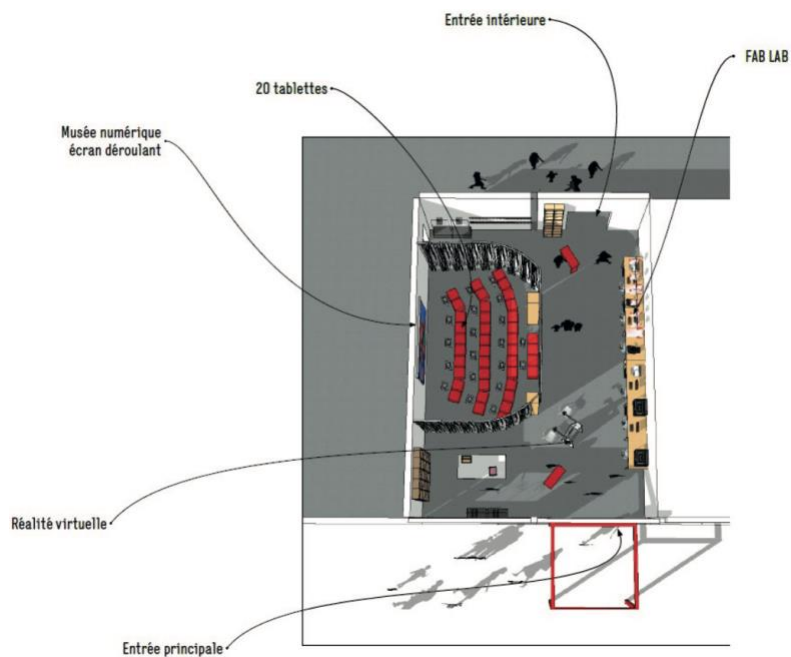 Entrée intérieure
FAB LAB
20 tablettes
Musée numérique
écran déroulant
Réalité virtuelle
Entrée principale